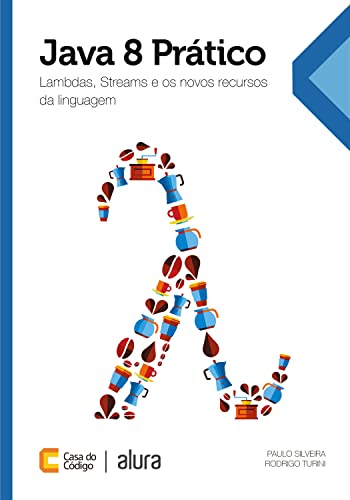 Java 8 Prático
Lambdas, Streams e os novos recursos
da linguagem
PAULO SILVEIRA
RODRIGO TURINI
Casa do
Código
alura